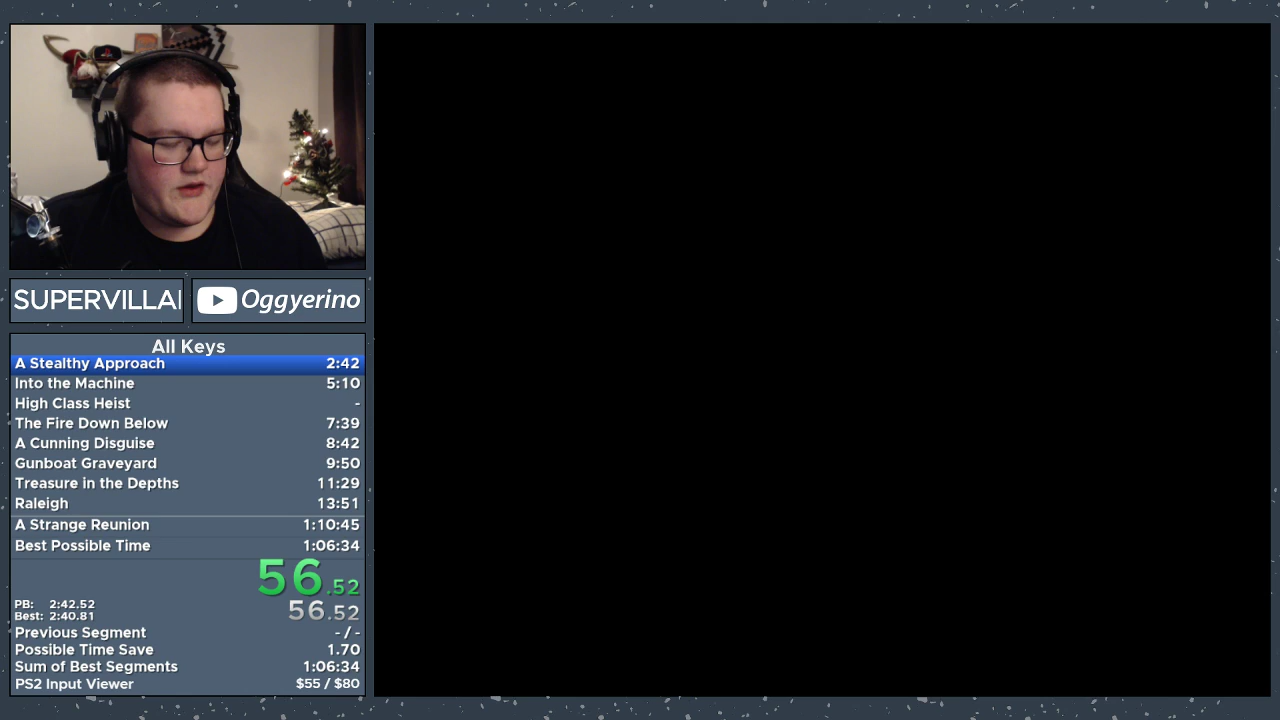 SUPERVILLAI
Oggyerino
All Keys
A Stealthy Approach 2:42
Into the Machine 5:10
High Class Heist -
The Fire Down Below 7:39
A Cunning Disguise 8:42
Gunboat Graveyard 9:50
Treasure in the Depths 11:29
Raleigh 13:51
A Strange Reunion 1:10:45
Best Possible Time 1:06:34
56.52
PB: 2:42.52
Best: 2:40.81
56.52
Previous Segment - / -
Possible Time Save 1.70
Sum of Best Segments 1:06:34
PS2 Input Viewer $55 / $80